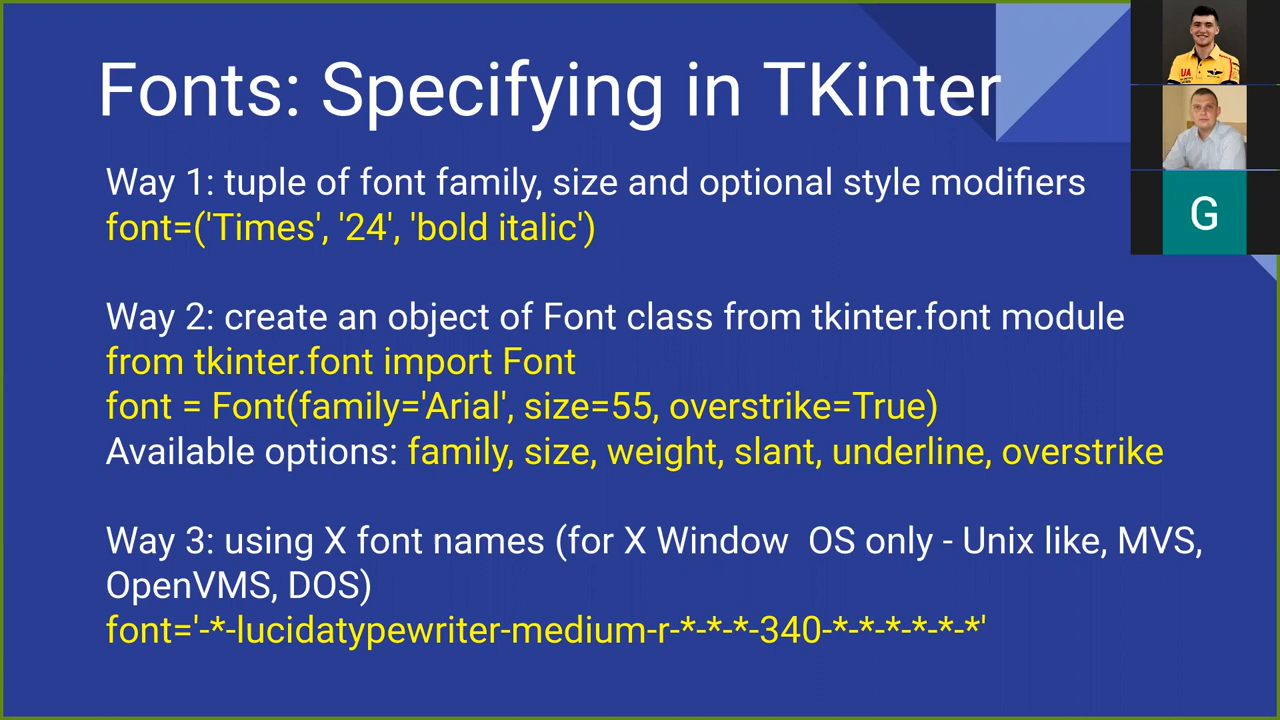 Fonts: Specifying in TKinter
Way 1: tuple of font family, size and optional style modifiers
font=('Times', '24', 'bold italic')
Way 2: create an object of Font class from tkinter.font module
from tkinter.font import Font
font = Font(family='Arial', size=55, overstrike=True)
Available options: family, size, weight, slant, underline, overstrike
Way 3: using X font names (for X Window  OS only - Unix like, MVS,
OpenVMS, DOS)
font='-*-lucidatypewriter-medium-r-*-*-*-340-*-*-*-*-*-*'
UA
G